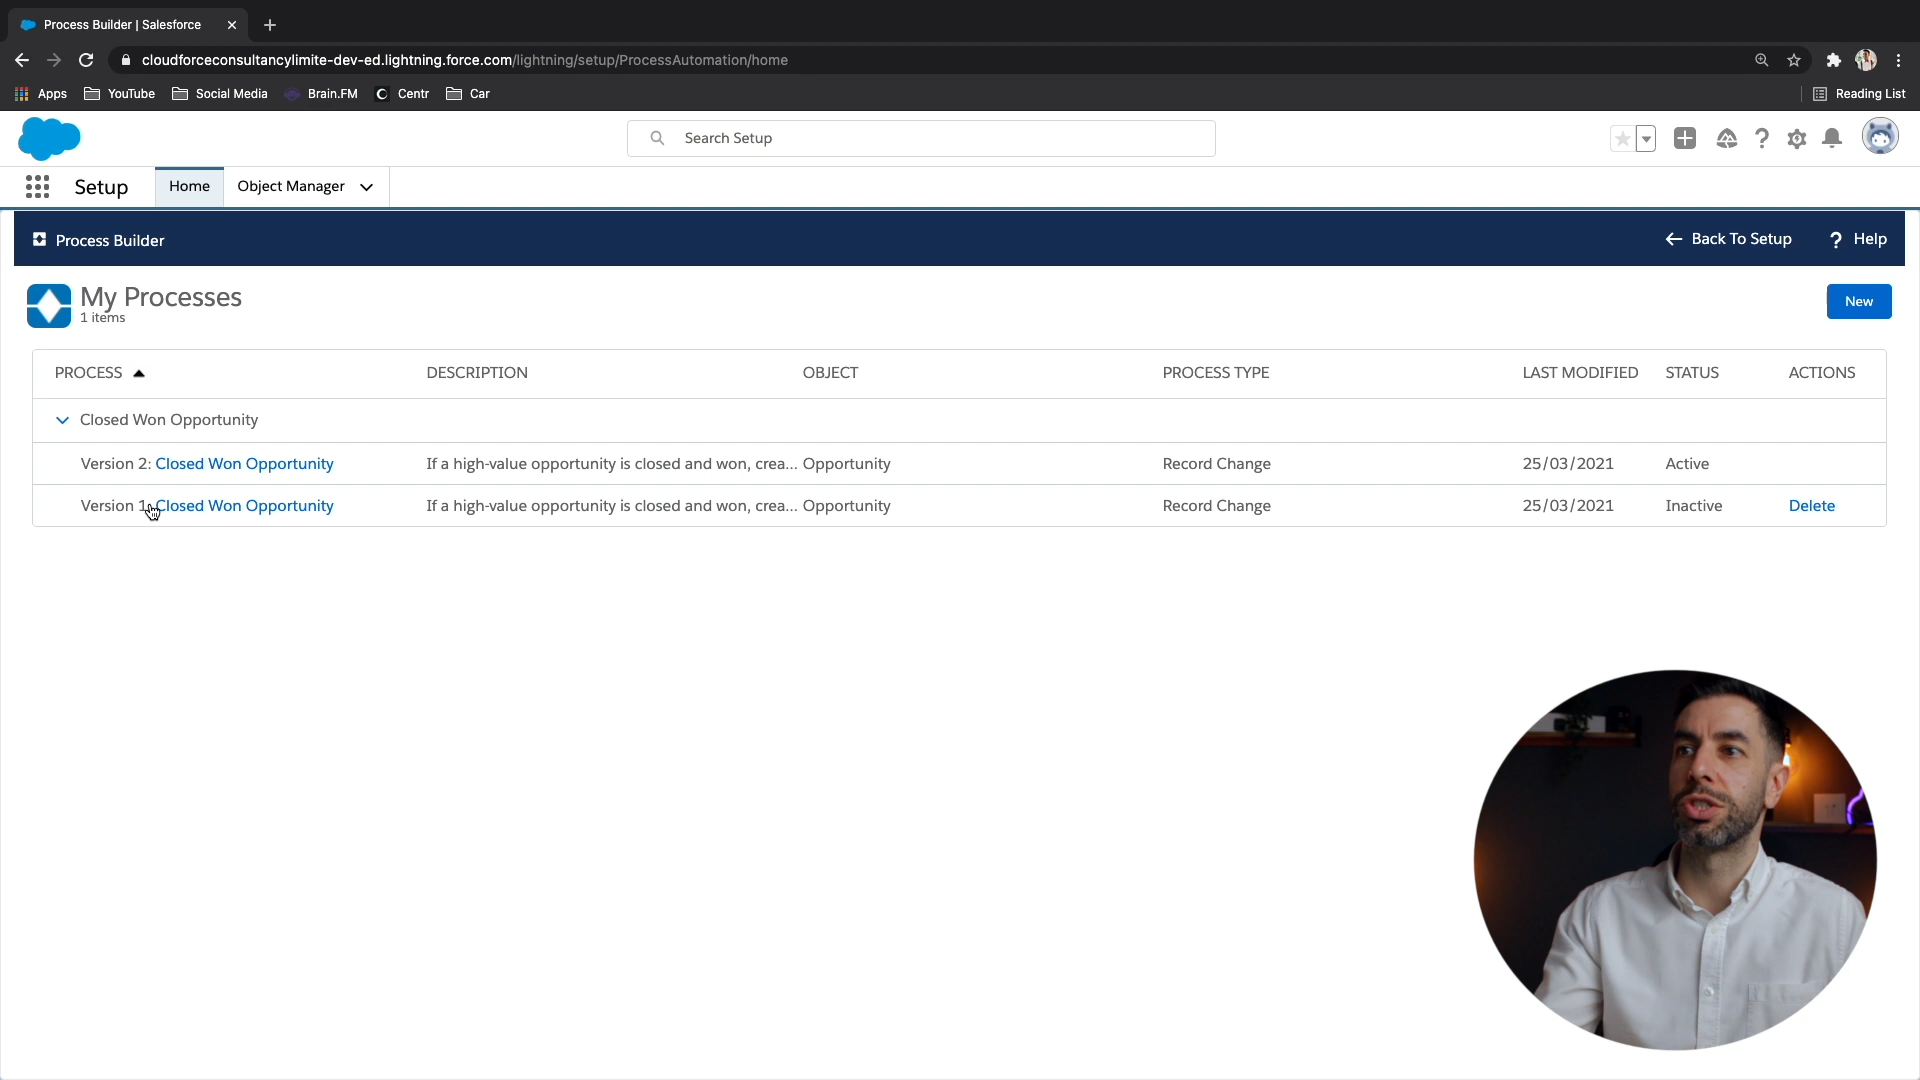 Process Builder | Salesforce
cloudforceconsultancylimite-dev-ed.lightning.force.com/lightning/setup/ProcessAutomation/home
Apps YouTube Social Media Brain.FM Centr Car Reading List
Search Setup
Setup Home Object Manager
Process Builder Back To Setup ? Help
My Processes
1 items
New
PROCESS DESCRIPTION OBJECT PROCESS TYPE LAST MODIFIED STATUS ACTIONS
Closed Won Opportunity
Version 2: Closed Won Opportunity If a high-value opportunity is closed and won, crea... Opportunity Record Change 25/03/2021 Active
Version 1: Closed Won Opportunity If a high-value opportunity is closed and won, crea... Opportunity Record Change 25/03/2021 Inactive Delete